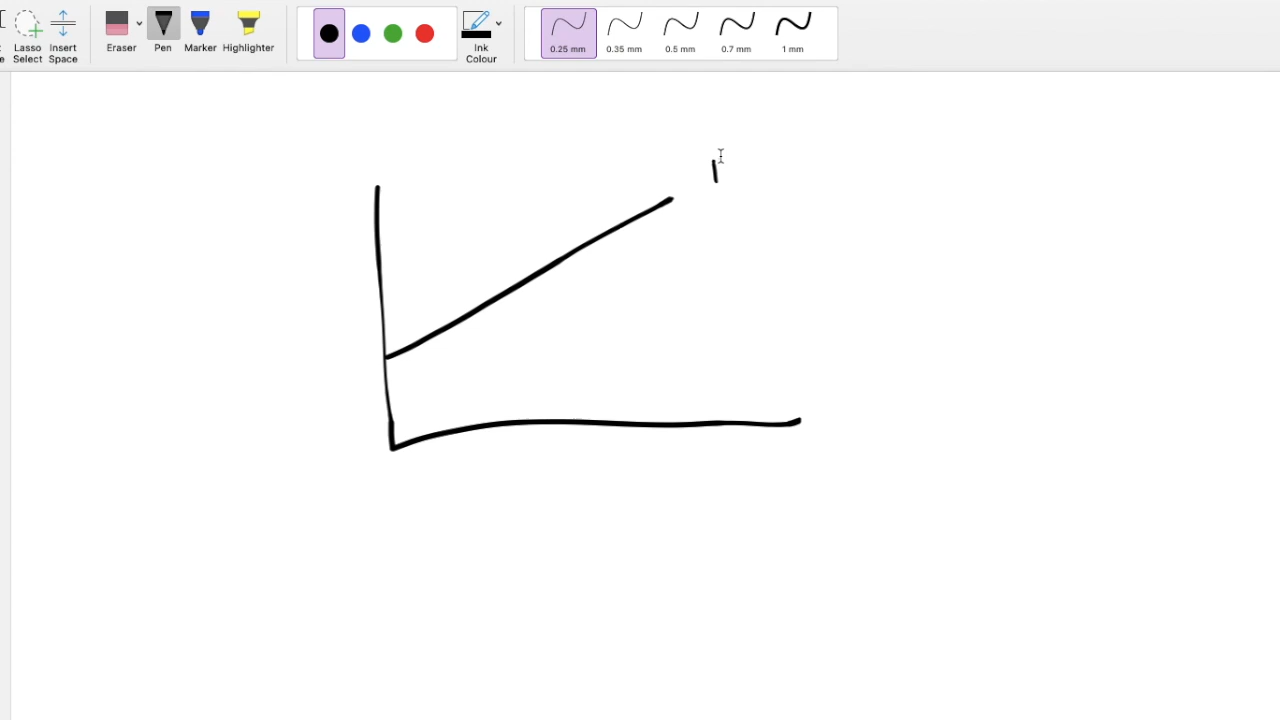 Lasso Select
Insert Space
Eraser
Pen
Marker
Highlighter
Ink Colour
0.25 mm
0.35 mm
0.5 mm
0.7 mm
1 mm